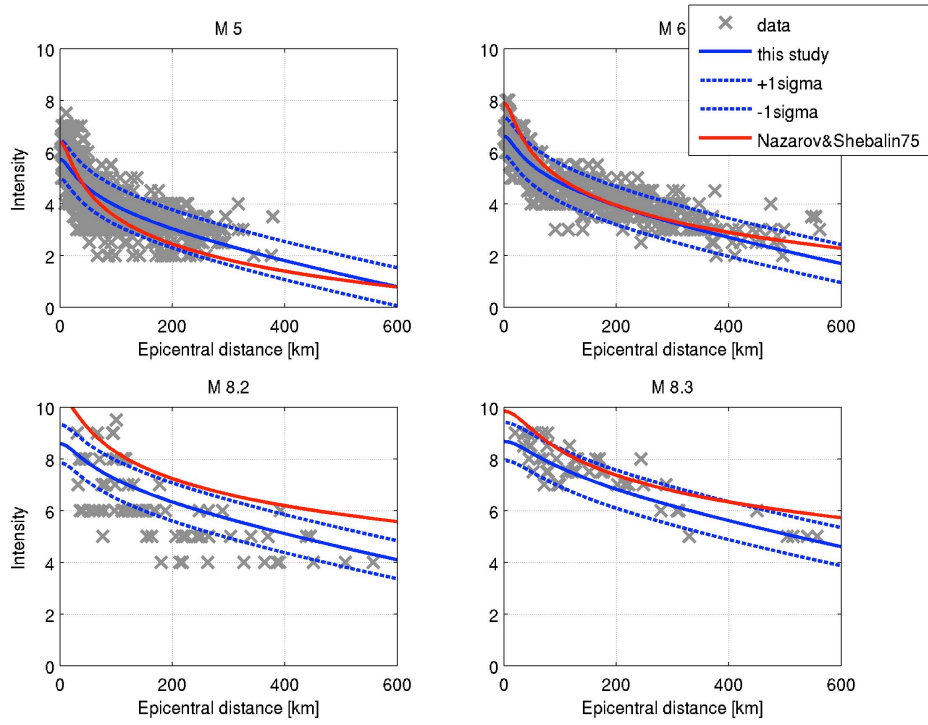 M 5
10
8
6
4
2
0
Intensity
0 200 400 600
Epicentral distance [km]
M 6
10
8
6
4
2
0
0 200 400 600
Epicentral distance [km]
data
this study
+1sigma
-1sigma
Nazarov&Shebalin75
M 8.2
10
8
6
4
2
0
Intensity
0 200 400 600
Epicentral distance [km]
M 8.3
10
8
6
4
2
0
0 200 400 600
Epicentral distance [km]